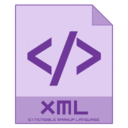 </>
XML
EXTENSIBLE MARKUP LANGUAGE